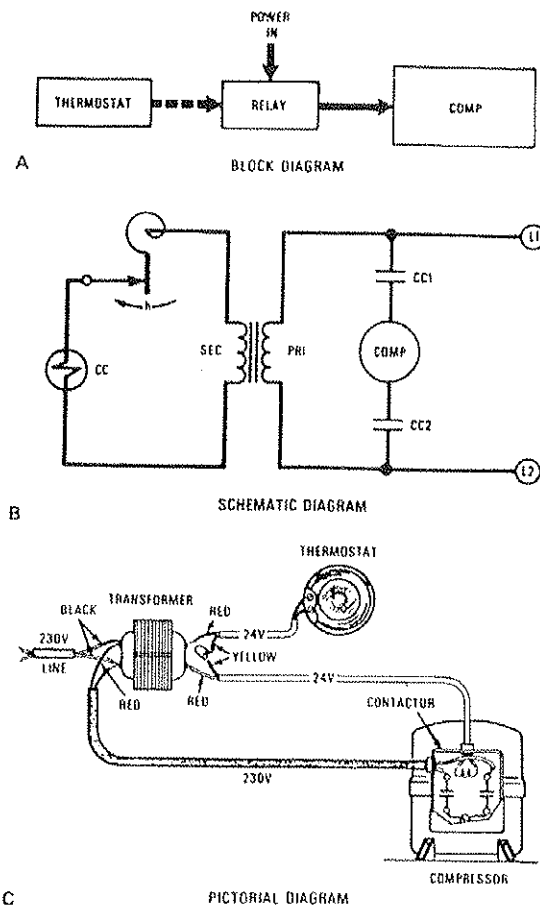 POWER
IN
THERMOSTAT
RELAY
COMP
A
BLOCK DIAGRAM
L1
CC1
h
SEC
PRI
COMP
CC
CC2
L2
SCHEMATIC DIAGRAM
B
THERMOSTAT
TRANSFORMER
RED
BLACK
24V
230V
YELLOW
LINE
24V
RED
RED
CONTACTUR
230V
COMPRESSOR
C
PICTORIAL DIAGRAM